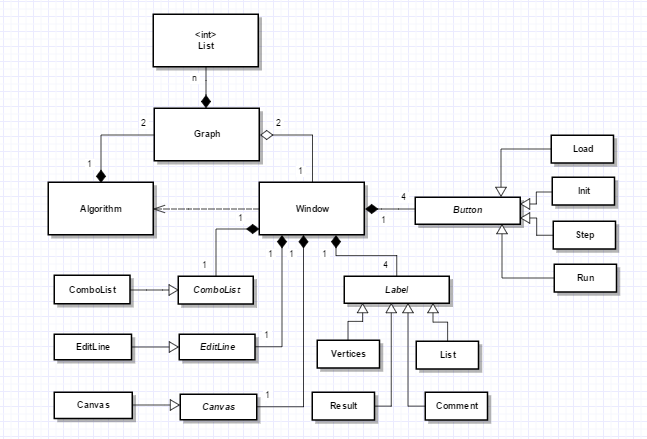 <int>
List
n
2
Graph
2
1
1
Algorithm
Window
4
1
Button
Load
Init
Step
Run
1
1
1
1
1
4
ComboList
ComboList
Label
1
EditLine
EditLine
Vertices
List
1
Canvas
Canvas
Result
Comment